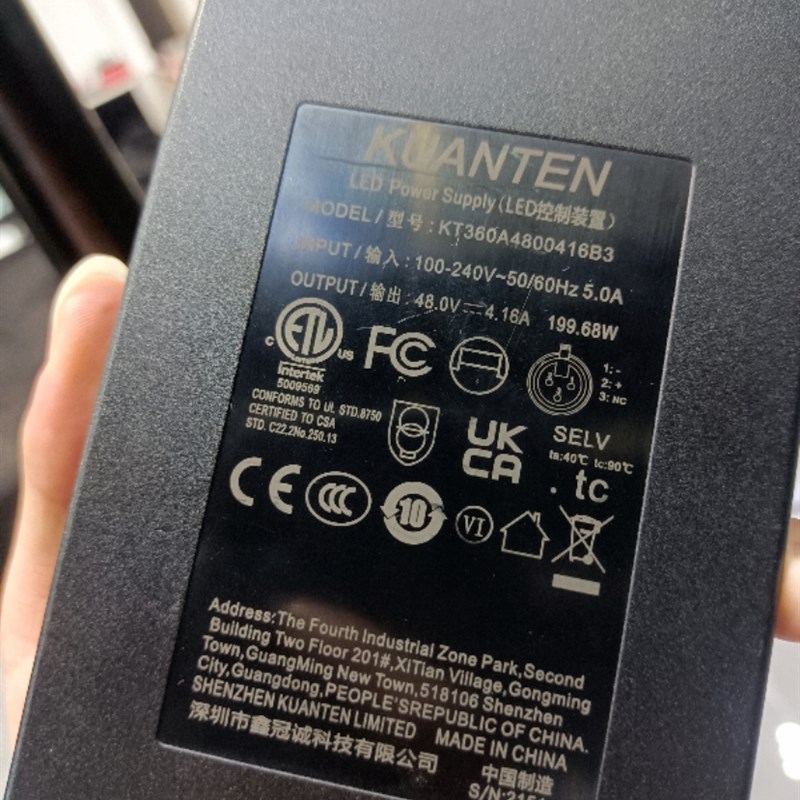 KUANTEN
LED Power Supply(LED控制装置)
MODEL / 型号 : KT360A4800416B3
INPUT / 输入 : 100-240V~50/60Hz 5.0A
OUTPUT / 输出 : 48.0V⎓4.16A 199.68W
ETL
C US
Intertek
5009569
CONFORMS TO UL STD.8750
CERTIFIED TO CSA
STD. C22.2No.250.13
FC
1: -
2: +
3: NC
UK
CA
SELV
ta:40℃ tc:90℃
. tc
CE
CCC
10
VI
Address:The Fourth Industrial Zone Park,Second
Building Two Floor 201#,XiTian Village,Gongming
Town,GuangMing New Town,518106 Shenzhen
City,Guangdong,PEOPLE'SREPUBLIC OF CHINA.
SHENZHEN KUANTEN LIMITED MADE IN CHINA
深圳市鑫冠诚科技有限公司 中国制造
S/N: